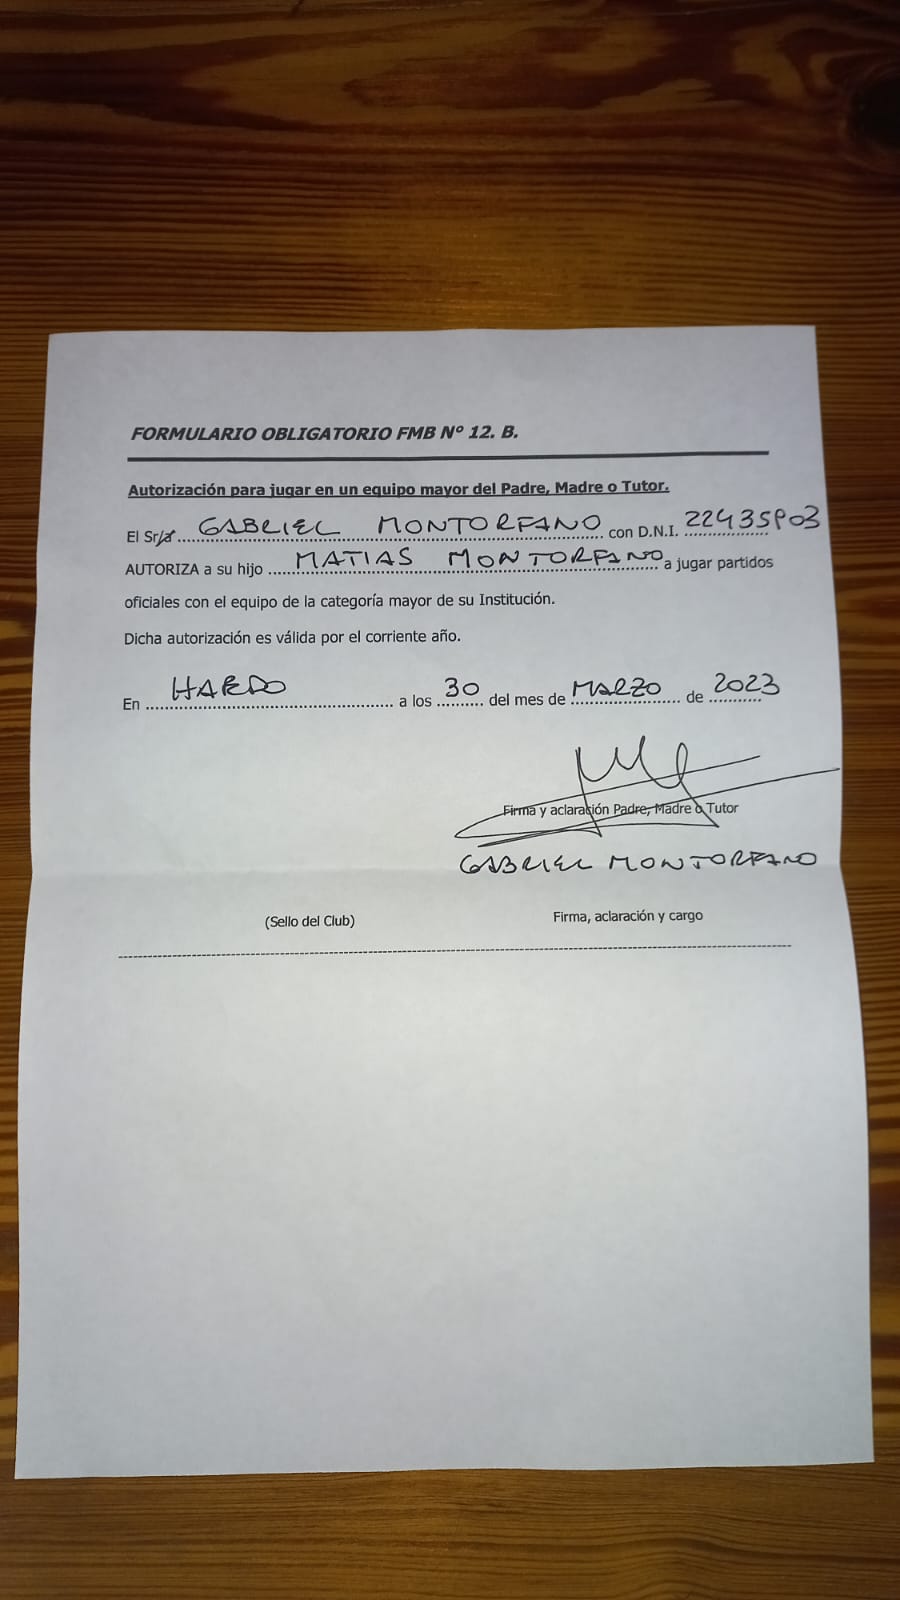 FORMULARIO OBLIGATORIO FMB Nº 12. B.
Autorización para jugar en un equipo mayor del Padre, Madre o Tutor.
El Sr/a GABRIEL MONTORFANO con D.N.I. 22435903
AUTORIZA a su hijo MATIAS MONTORFANO a jugar partidos
oficiales con el equipo de la categoría mayor de su Institución.
Dicha autorización es válida por el corriente año.
En HAEDO a los 30 del mes de MARZO de 2023
Firma y aclaración Padre, Madre o Tutor
GABRIEL MONTORFANO
(Sello del Club) Firma, aclaración y cargo